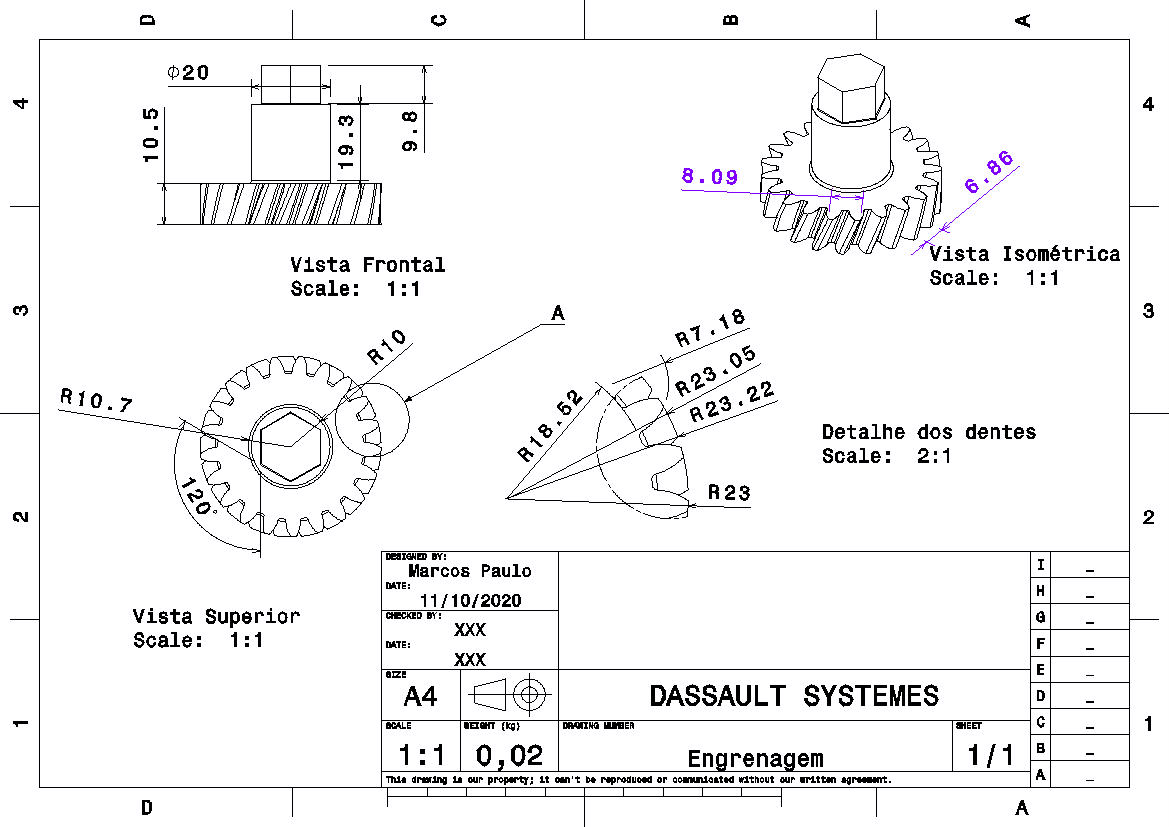 D C B A
4 4
3 3
2 2
1 1
D A
Φ20
10.5
19.3
9.8
Vista Frontal
Scale: 1:1
8.09
6.86
Vista Isométrica
Scale: 1:1
R10.7
R10
A
120°
Vista Superior
Scale: 1:1
R7.18
R23.05
R23.22
R18.52
R23
Detalhe dos dentes
Scale: 2:1
DESIGNED BY:
Marcos Paulo
DATE:
11/10/2020
CHECKED BY:
XXX
DATE:
XXX
SIZE
A4
DASSAULT SYSTEMES
SCALE
1:1
WEIGHT (kg)
0,02
DRAWING NUMBER
Engrenagem
SHEET
1/1
This drawing is our property; it can't be reproduced or communicated without our written agreement.
I _
H _
G _
F _
E _
D _
C _
B _
A _